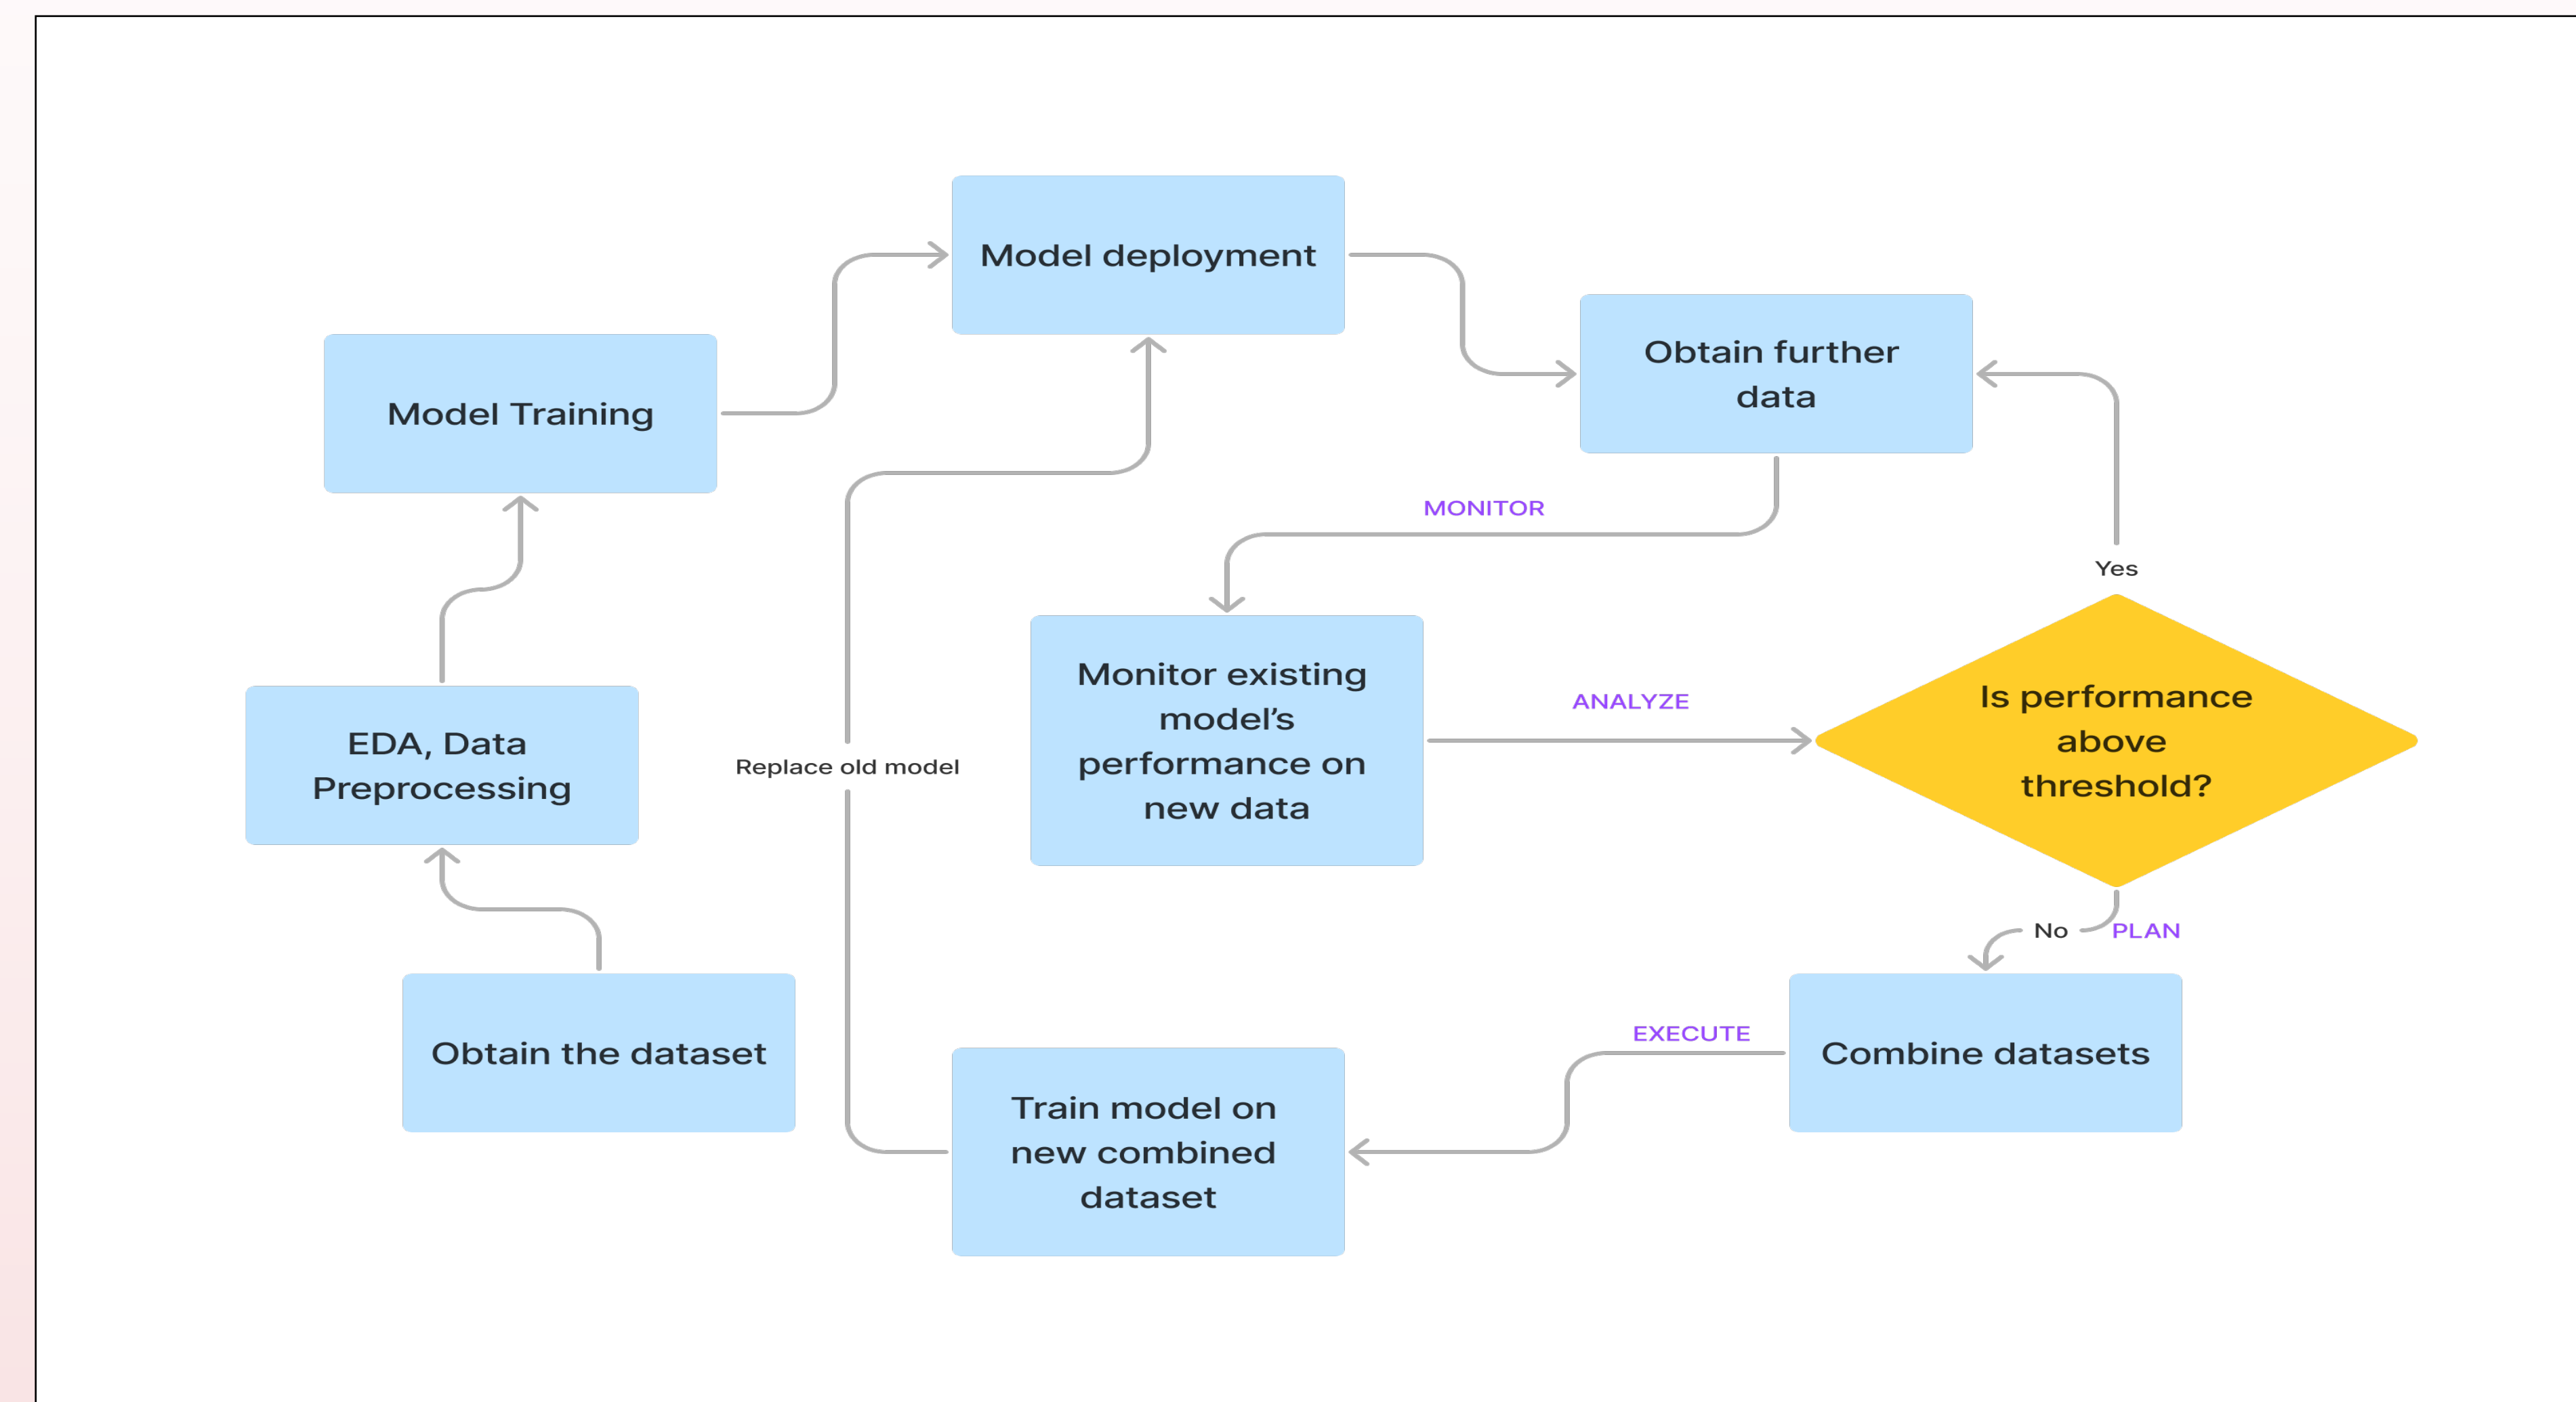 Model deployment
Obtain further
data
Model Training
MONITOR
Yes
Monitor existing
model’s
performance on
new data
ANALYZE
Is performance
above
threshold?
EDA, Data
Preprocessing
Replace old model
No
PLAN
Obtain the dataset
EXECUTE
Combine datasets
Train model on
new combined
dataset